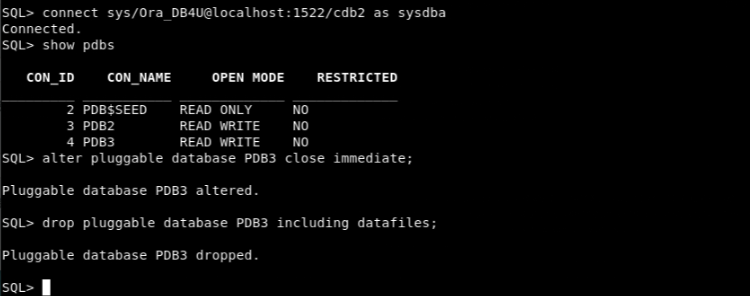 SQL> connect sys/Ora_DB4U@localhost:1522/cdb2 as sysdba
Connected.
SQL> show pdbs
CON_ID CON_NAME OPEN MODE RESTRICTED
2 PDB$SEED READ ONLY NO
3 PDB2 READ WRITE NO
4 PDB3 READ WRITE NO
SQL> alter pluggable database PDB3 close immediate;
Pluggable database PDB3 altered.
SQL> drop pluggable database PDB3 including datafiles;
Pluggable database PDB3 dropped.
SQL>